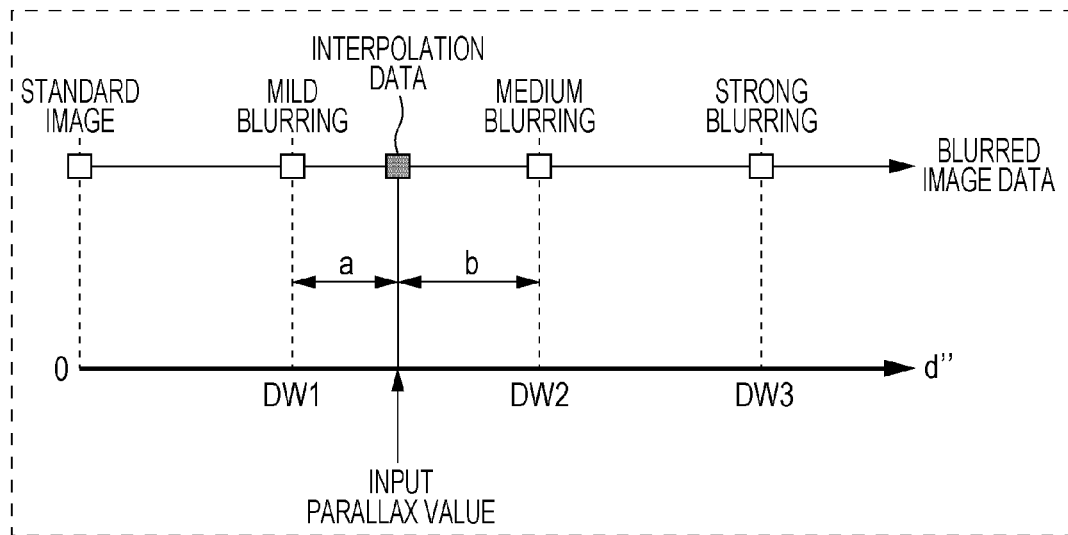 INTERPOLATION
DATA
STANDARD
IMAGE
MILD
BLURRING
MEDIUM
BLURRING
STRONG
BLURRING
BLURRED
IMAGE DATA
a
b
0
d''
DW1
DW2
DW3
INPUT
PARALLAX VALUE